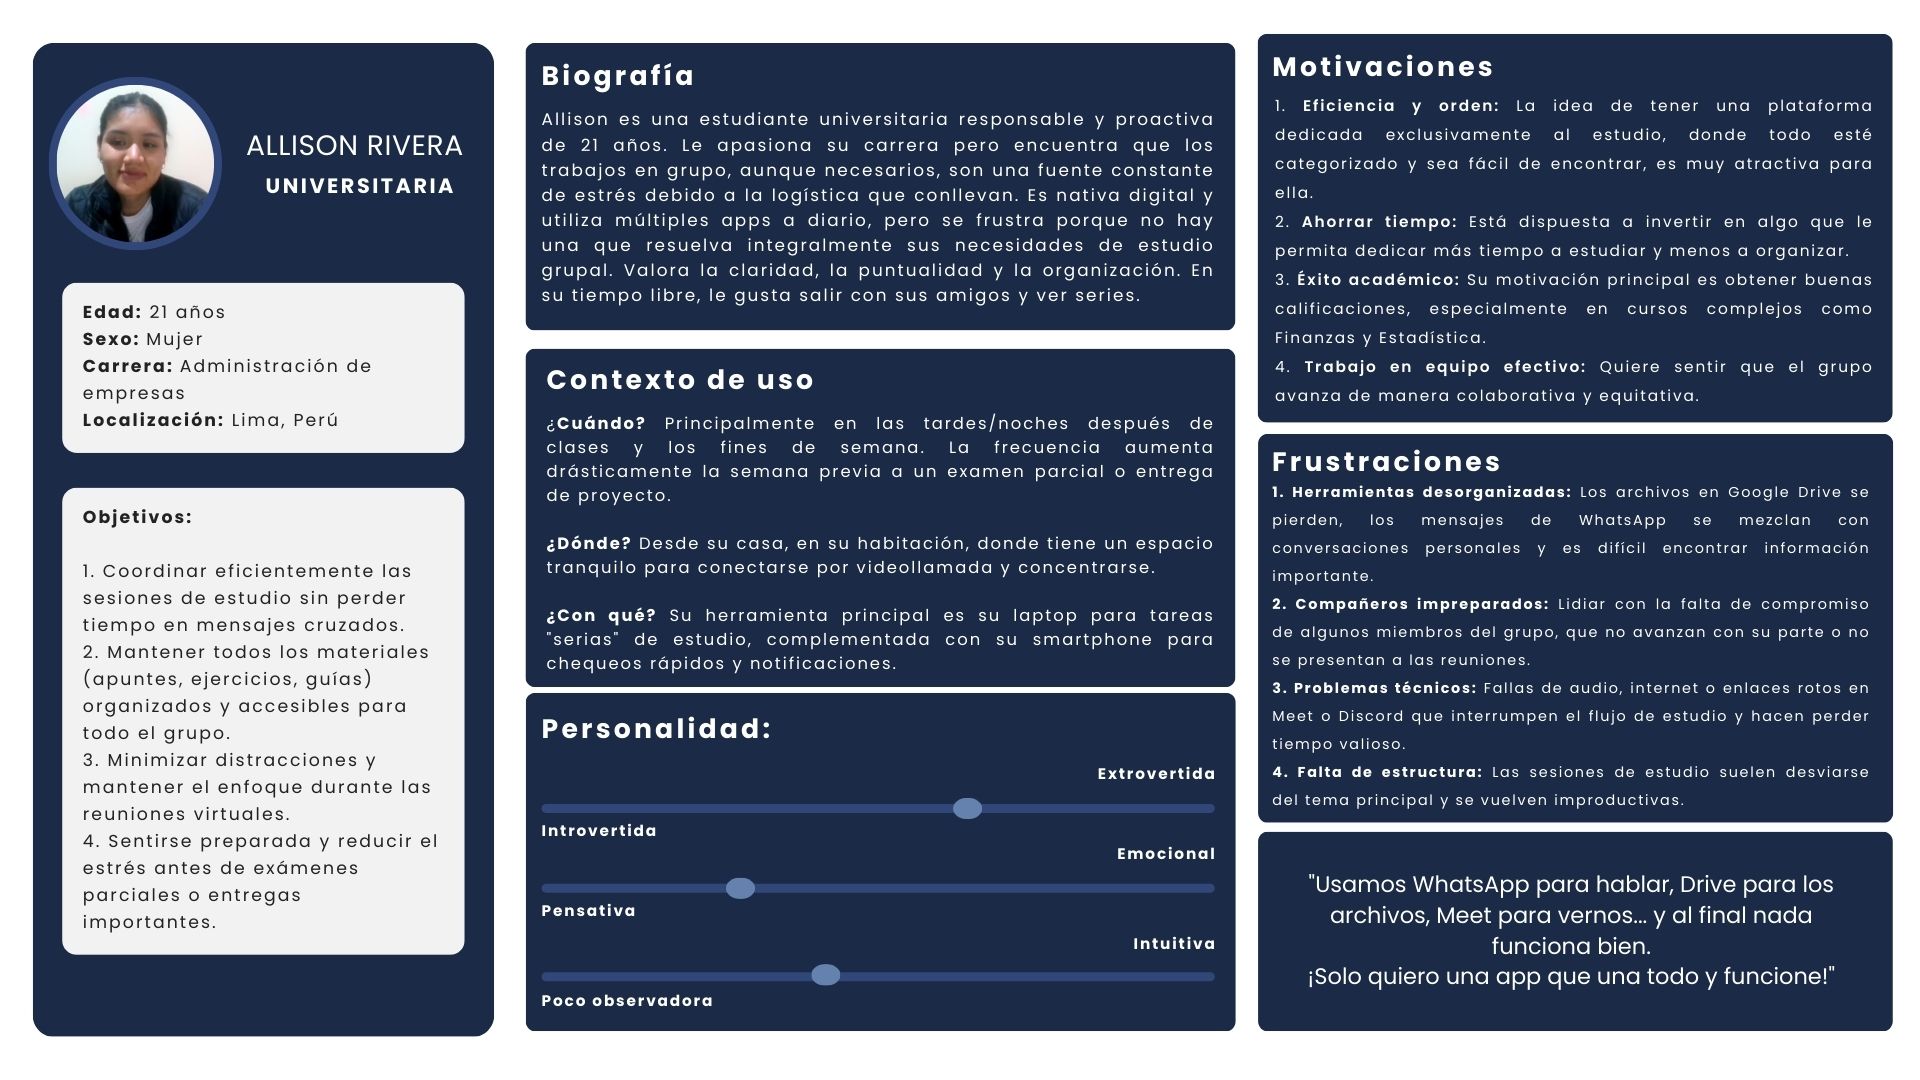 ALLISON RIVERA
UNIVERSITARIA
Edad: 21 años
Sexo: Mujer
Carrera: Administración de
empresas
Localización: Lima, Perú
Objetivos:
1. Coordinar eficientemente las
sesiones de estudio sin perder
tiempo en mensajes cruzados.
2. Mantener todos los materiales
(apuntes, ejercicios, guías)
organizados y accesibles para
todo el grupo.
3. Minimizar distracciones y
mantener el enfoque durante las
reuniones virtuales.
4. Sentirse preparada y reducir el
estrés antes de exámenes
parciales o entregas
importantes.
Biografía
Allison es una estudiante universitaria responsable y proactiva
de 21 años. Le apasiona su carrera pero encuentra que los
trabajos en grupo, aunque necesarios, son una fuente constante
de estrés debido a la logística que conllevan. Es nativa digital y
utiliza múltiples apps a diario, pero se frustra porque no hay
una que resuelva integralmente sus necesidades de estudio
grupal. Valora la claridad, la puntualidad y la organización. En
su tiempo libre, le gusta salir con sus amigos y ver series.
Contexto de uso
¿Cuándo? Principalmente en las tardes/noches después de
clases y los fines de semana. La frecuencia aumenta
drásticamente la semana previa a un examen parcial o entrega
de proyecto.
¿Dónde? Desde su casa, en su habitación, donde tiene un espacio
tranquilo para conectarse por videollamada y concentrarse.
¿Con qué? Su herramienta principal es su laptop para tareas
"serias" de estudio, complementada con su smartphone para
chequeos rápidos y notificaciones.
Personalidad:
Extrovertida
Introvertida
Emocional
Pensativa
Intuitiva
Poco observadora
Motivaciones
1. Eficiencia y orden: La idea de tener una plataforma
dedicada exclusivamente al estudio, donde todo esté
categorizado y sea fácil de encontrar, es muy atractiva para
ella.
2. Ahorrar tiempo: Está dispuesta a invertir en algo que le
permita dedicar más tiempo a estudiar y menos a organizar.
3. Éxito académico: Su motivación principal es obtener buenas
calificaciones, especialmente en cursos complejos como
Finanzas y Estadística.
4. Trabajo en equipo efectivo: Quiere sentir que el grupo
avanza de manera colaborativa y equitativa.
Frustraciones
1. Herramientas desorganizadas: Los archivos en Google Drive se
pierden, los mensajes de WhatsApp se mezclan con
conversaciones personales y es difícil encontrar información
importante.
2. Compañeros impreparados: Lidiar con la falta de compromiso
de algunos miembros del grupo, que no avanzan con su parte o no
se presentan a las reuniones.
3. Problemas técnicos: Fallas de audio, internet o enlaces rotos en
Meet o Discord que interrumpen el flujo de estudio y hacen perder
tiempo valioso.
4. Falta de estructura: Las sesiones de estudio suelen desviarse
del tema principal y se vuelven improductivas.
"Usamos WhatsApp para hablar, Drive para los
archivos, Meet para vernos... y al final nada
funciona bien.
¡Solo quiero una app que una todo y funcione!"